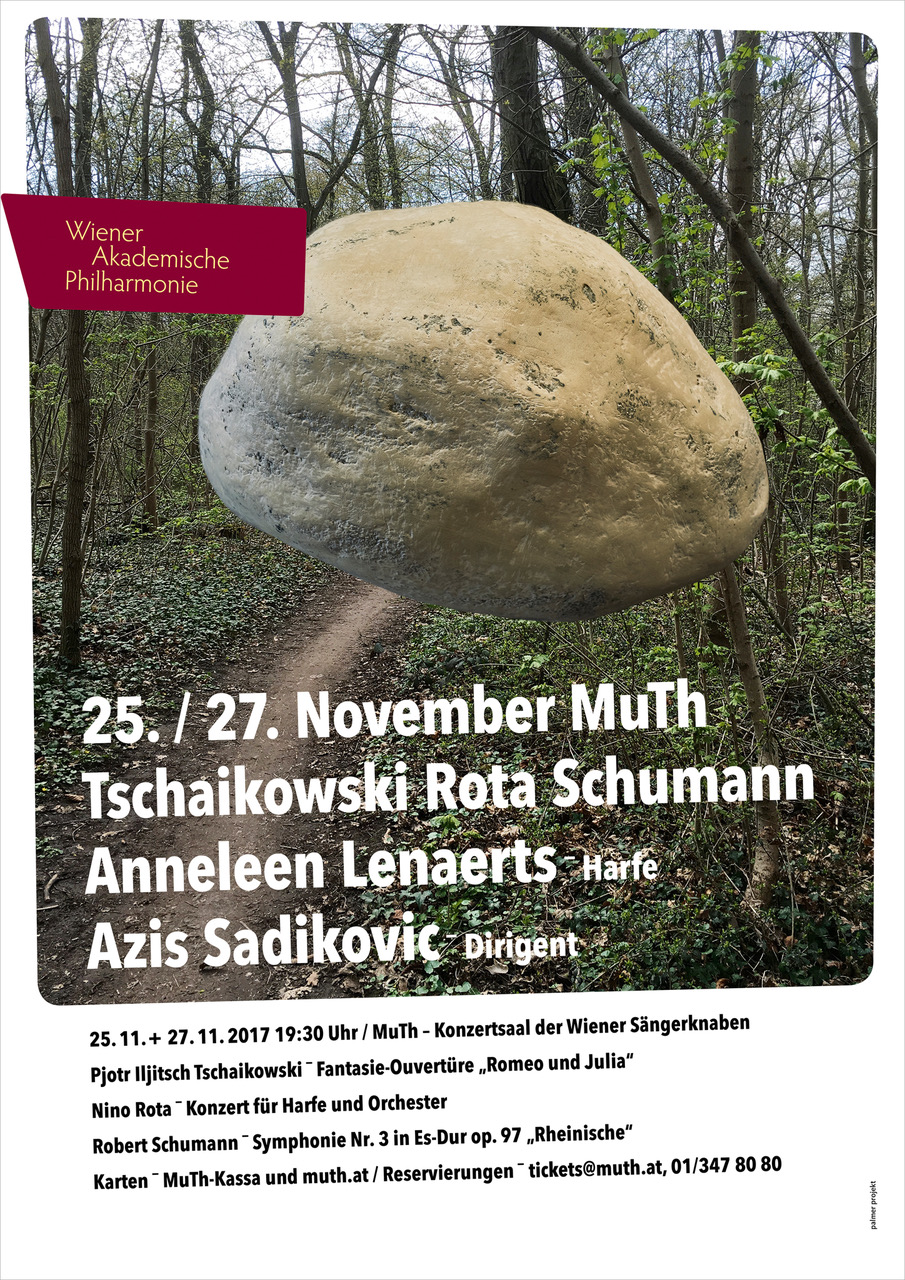 Wiener
Akademische
Philharmonie
25. / 27. November MuTh
Tschaikowski Rota Schumann
Anneleen Lenaerts – Harfe
Azis Sadikovic – Dirigent
25. 11. + 27. 11. 2017 19:30 Uhr / MuTh – Konzertsaal der Wiener Sängerknaben
Pjotr Iljitsch Tschaikowski – Fantasie-Ouvertüre „Romeo und Julia“
Nino Rota – Konzert für Harfe und Orchester
Robert Schumann – Symphonie Nr. 3 in Es-Dur op. 97 „Rheinische“
Karten – MuTh-Kassa und muth.at / Reservierungen – tickets@muth.at, 01/347 80 80
palmer projekt